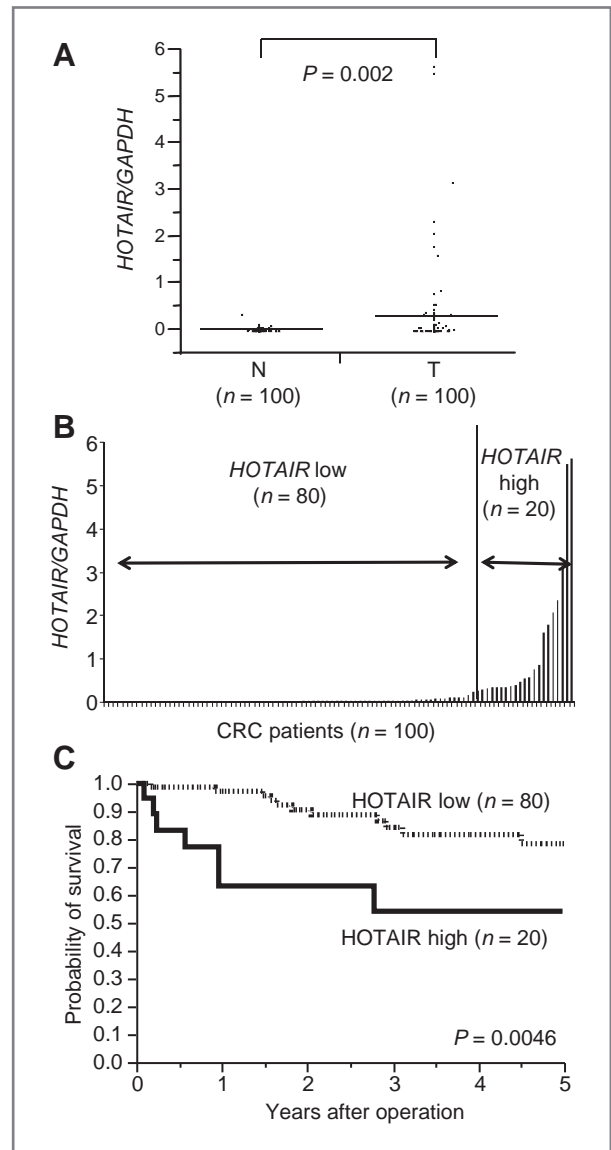 A
P = 0.002
HOTAIR/GAPDH
6
5
4
3
2
1
0
N
T
(n = 100)
(n = 100)
B
HOTAIR/GAPDH
6
5
4
3
2
1
0
HOTAIR low
(n = 80)
HOTAIR
high
(n = 20)
CRC patients (n = 100)
C
Probability of survival
1.0
0.9
0.8
0.7
0.6
0.5
0.4
0.3
0.2
0.1
0.0
HOTAIR low (n = 80)
HOTAIR high (n = 20)
P = 0.0046
0 1 2 3 4 5
Years after operation